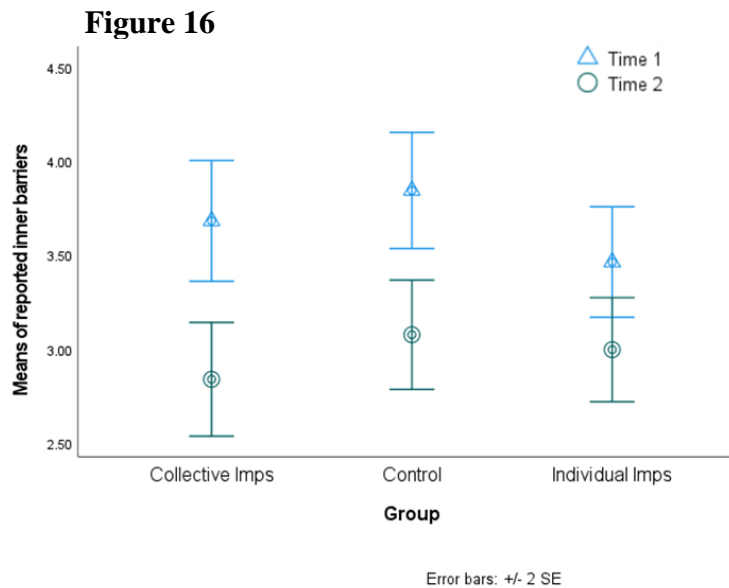 Figure 16
Time 1
Time 2
4.50
4.00
3.50
3.00
2.50
Means of reported inner barriers
Collective Imps
Control
Individual Imps
Group
Error bars: +/- 2 SE